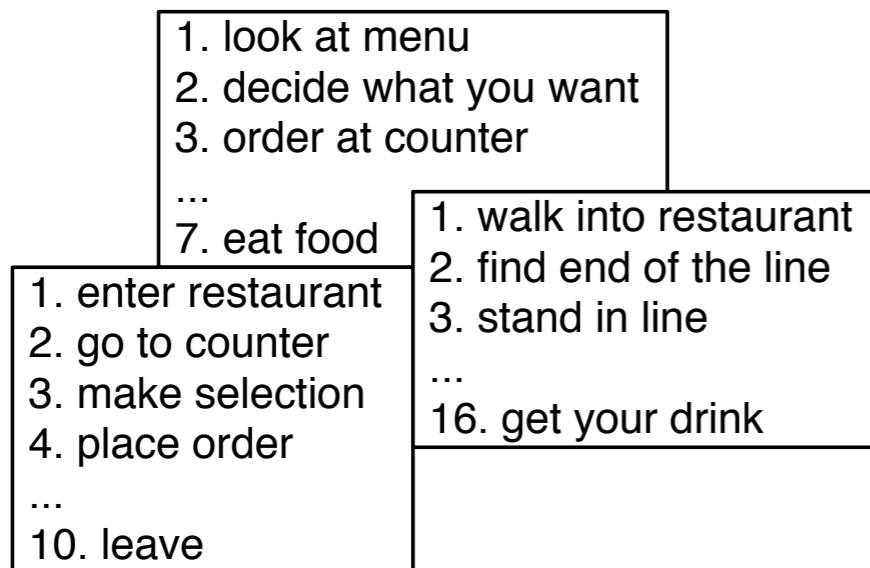 1. look at menu
2. decide what you want
3. order at counter
...
7. eat food
1. walk into restaurant
2. find end of the line
3. stand in line
...
16. get your drink
1. enter restaurant
2. go to counter
3. make selection
4. place order
...
10. leave